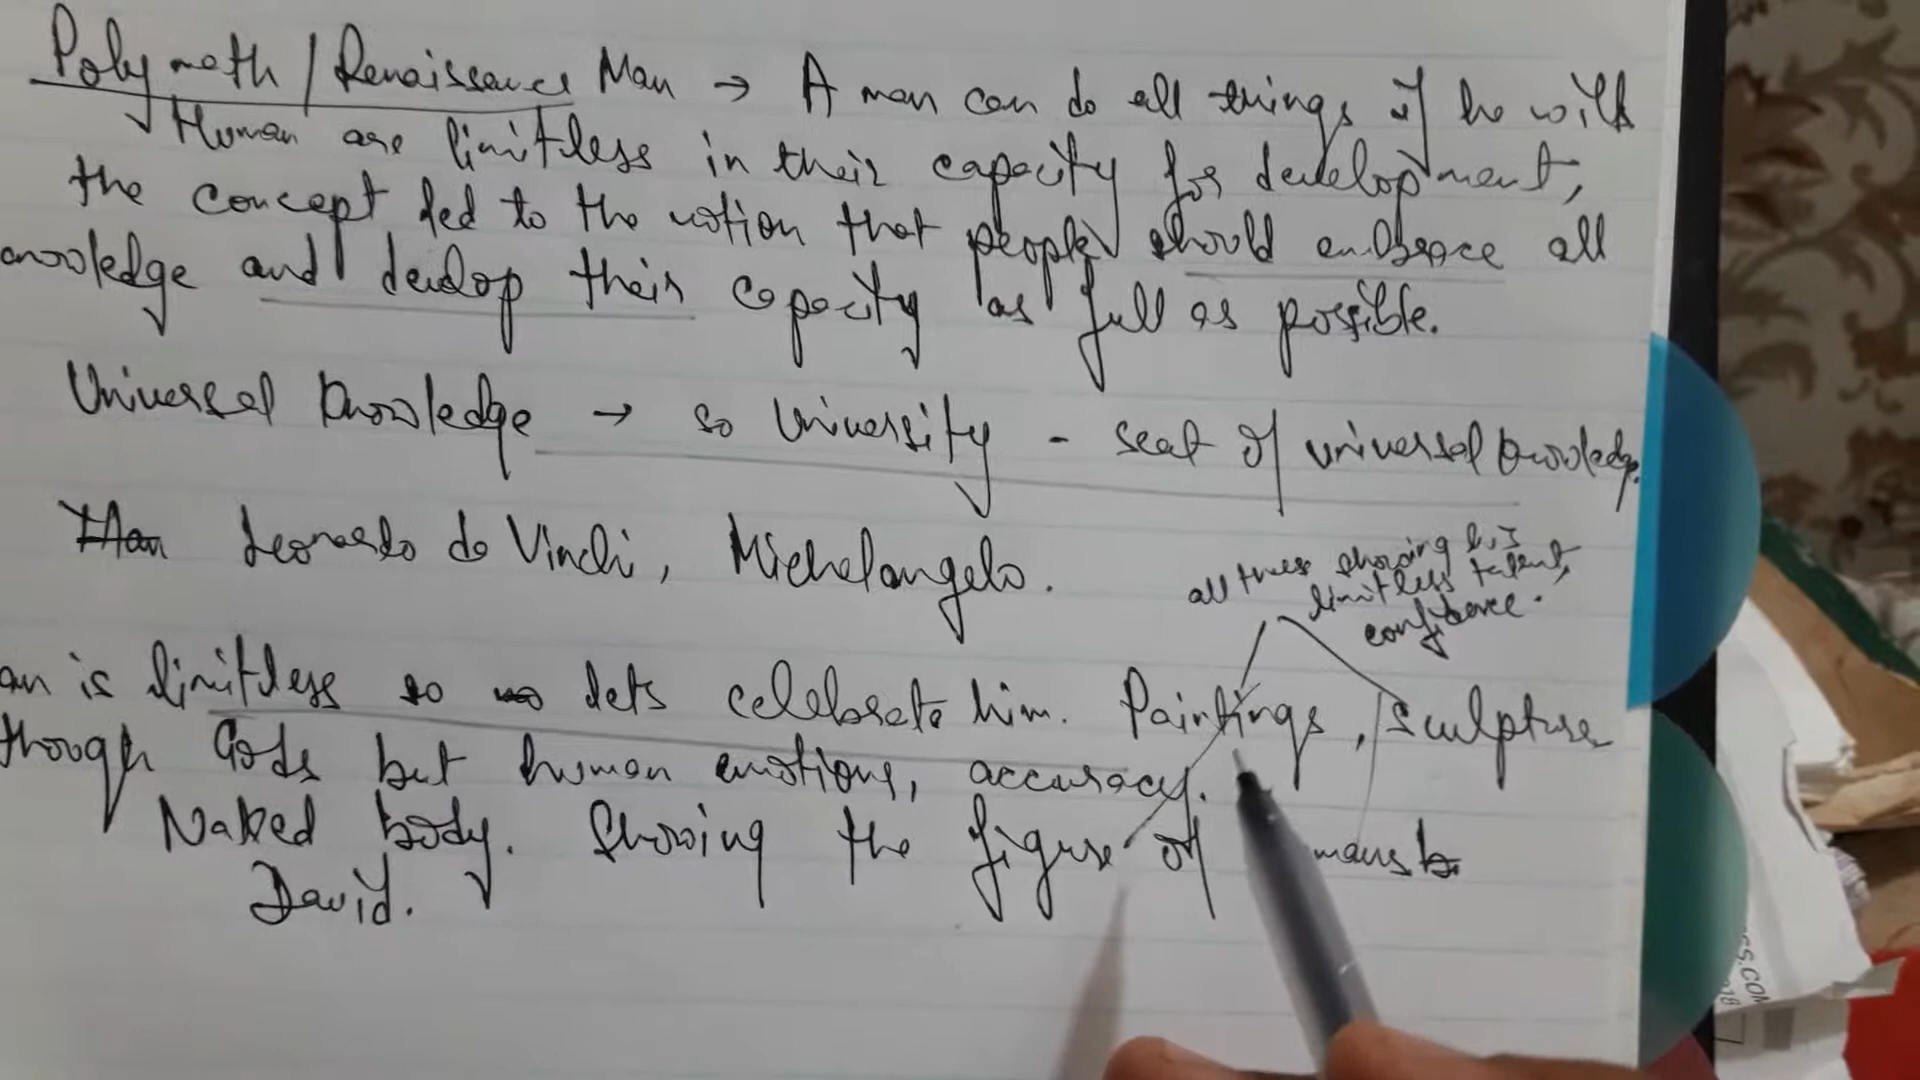 Polymath / Renaissance Man → A man can do all things if he will
Human are limitless in their capacity for development,
the concept led to the notion that people should embrace all
knowledge and develop their capacity as full as possible.
Universal Knowledge → so University - seat of universal knowledge.
Leonardo da Vinchi, Michelangelo.
all these showing his
limitless talent,
confidence.
an is limitless so lets celebrate him. Paintings, sculpture
though Gods but human emotions, accuracy.
Naked body. Showing the figure of
David.
S.COM